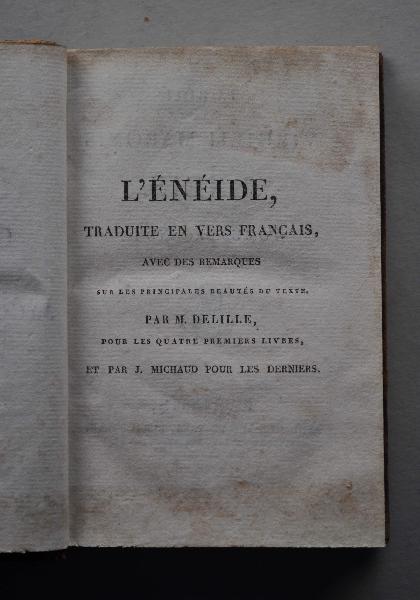 L'ÉNÉIDE,
TRADUITE EN VERS FRANÇAIS,
AVEC DES REMARQUES
SUR LES PRINCIPALES BEAUTÉS DU TEXTE,
PAR M. DELILLE,
POUR LES QUATRE PREMIERS LIVRES,
ET PAR J. MICHAUD POUR LES DERNIERS.